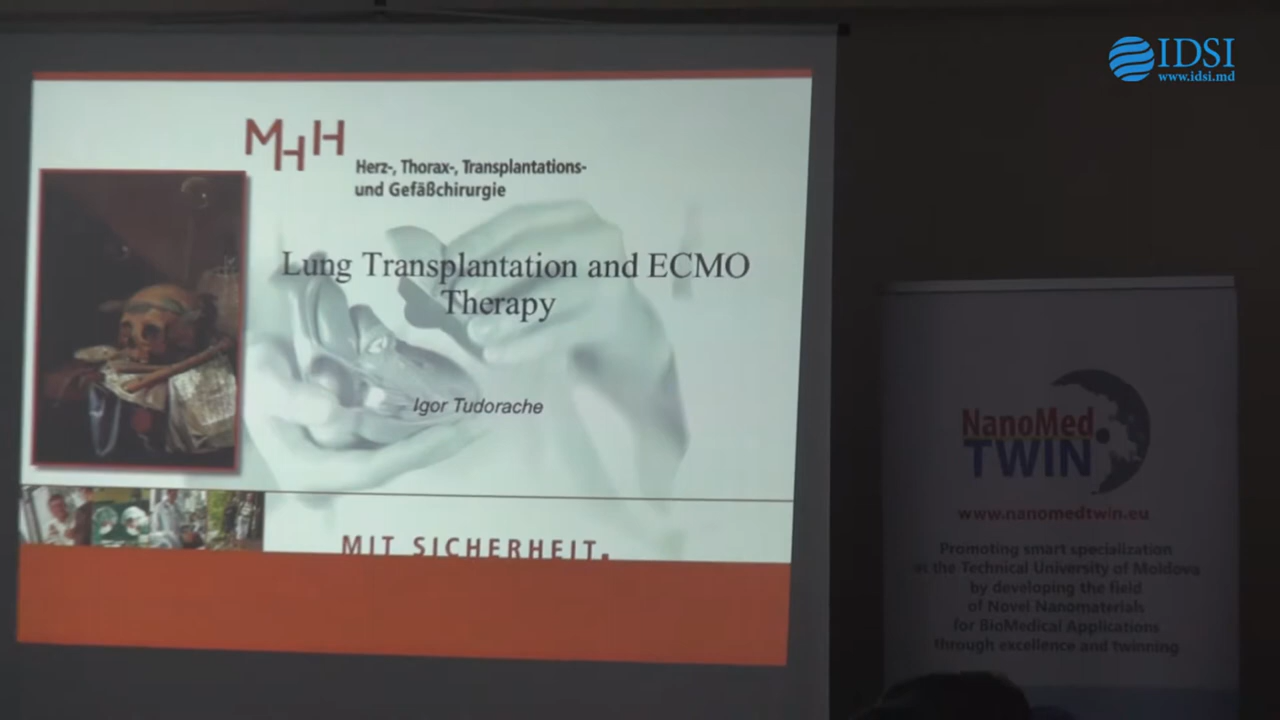 IDSI
www.idsi.md
MHH
Herz-, Thorax-, Transplantations-
und Gefäßchirurgie
Lung Transplantation and ECMO
Therapy
Igor Tudorache
MIT SICHERHEIT.
NanoMed
TWIN
www.nanomedtwin.eu
Promoting smart specialization
at the Technical University of Moldova
by developing the field
of Novel Nanomaterials
for BioMedical Applications
through excellence and twinning